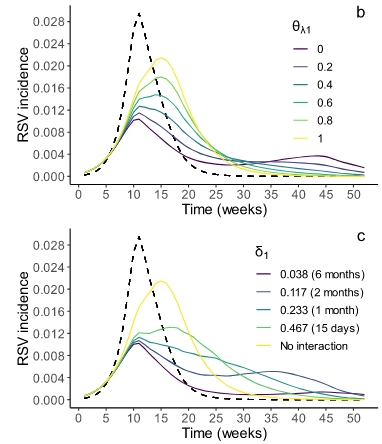 b
θλ1
0
0.2
0.4
0.6
0.8
1
RSV incidence
0.028
0.024
0.020
0.016
0.012
0.008
0.004
0.000
0 5 10 15 20 25 30 35 40 45 50
Time (weeks)
c
δ1
0.038 (6 months)
0.117 (2 months)
0.233 (1 month)
0.467 (15 days)
No interaction
RSV incidence
0.028
0.024
0.020
0.016
0.012
0.008
0.004
0.000
0 5 10 15 20 25 30 35 40 45 50
Time (weeks)